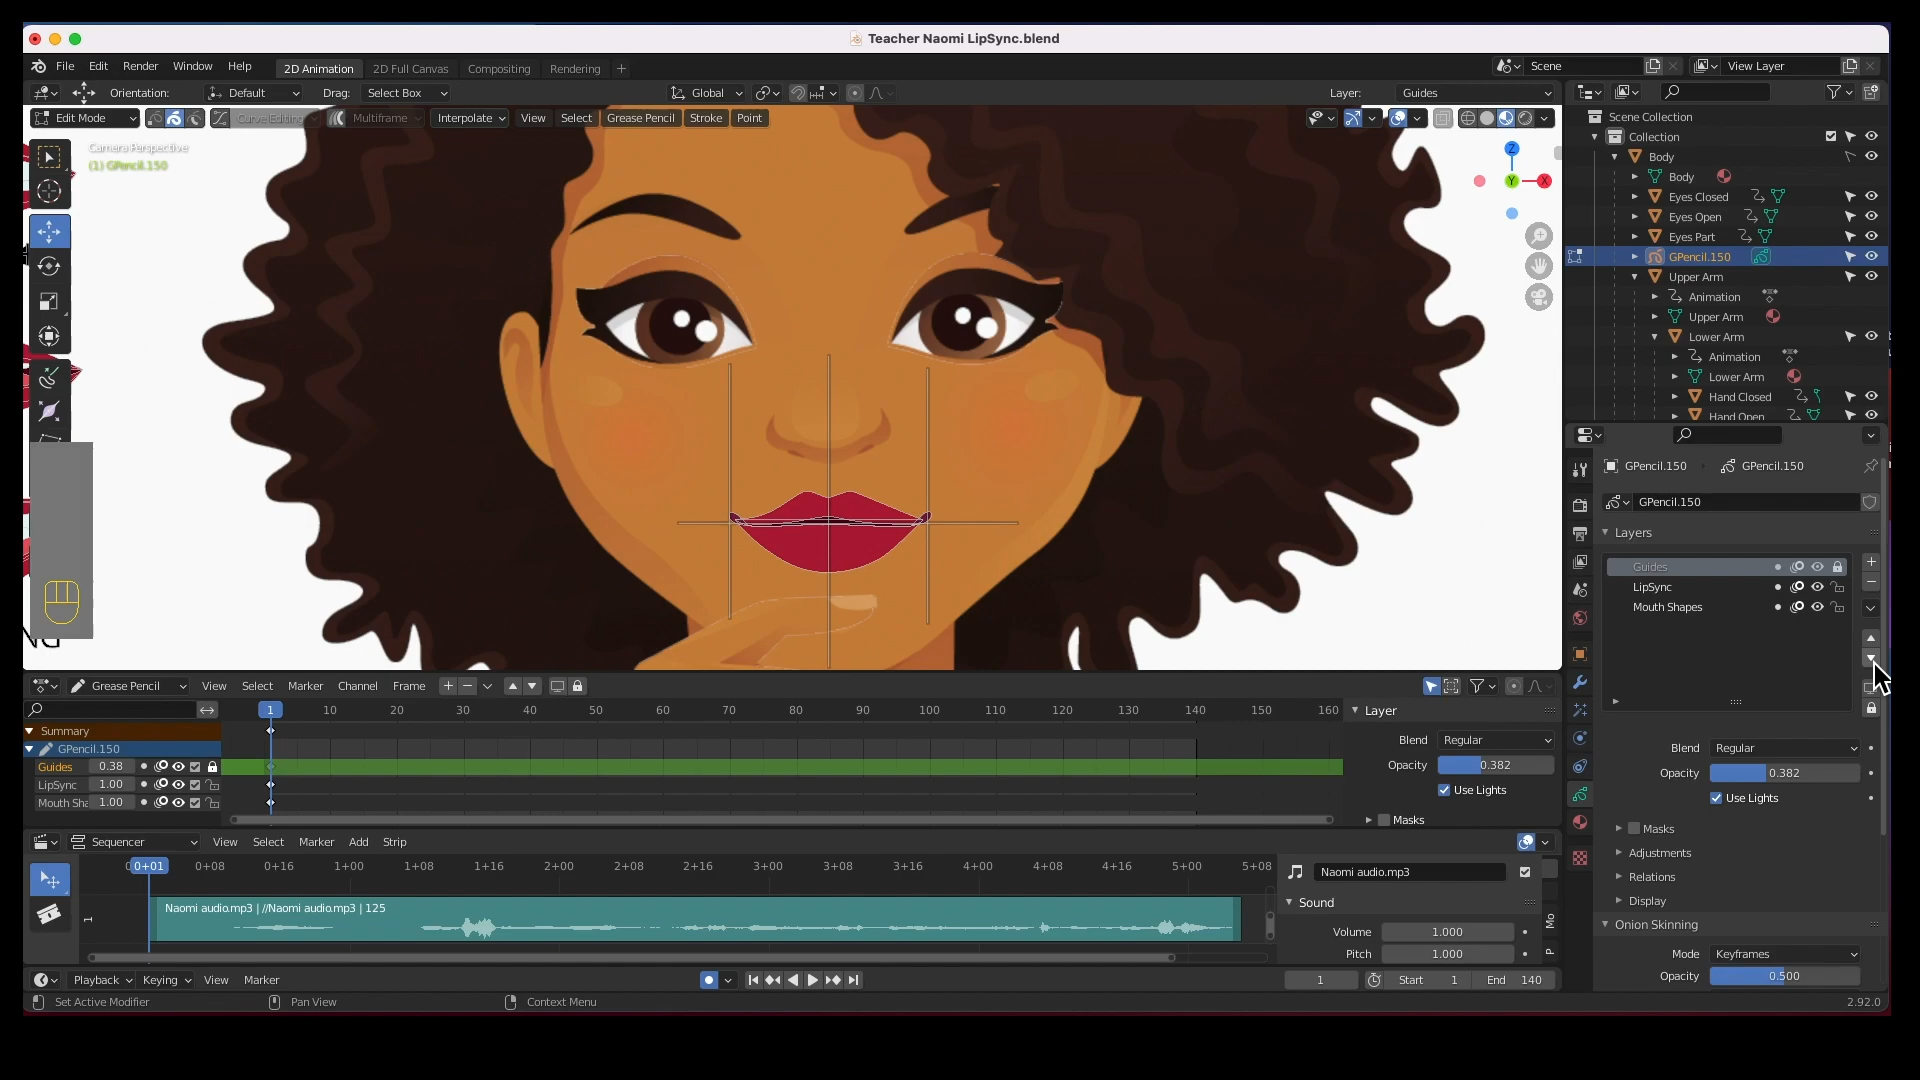 Teacher Naomi LipSync.blend
File Edit Render Window Help 2D Animation 2D Full Canvas Compositing Rendering + Scene View Layer
Orientation: Default Drag: Select Box Global Layer: Guides
Edit Mode Curve Editing Multiframe Interpolate View Select Grease Pencil Stroke Point
Camera Perspective
(1) GPencil.150
Z
Y
X
Scene Collection
Collection
Body
Body
Eyes Closed
Eyes Open
Eyes Part
GPencil.150
Upper Arm
Animation
Upper Arm
Lower Arm
Animation
Lower Arm
Hand Closed
Hand Open
GPencil.150 GPencil.150
GPencil.150
Layers
Guides
LipSync
Mouth Shapes
Blend Regular
Opacity 0.382
Use Lights
Masks
Adjustments
Relations
Display
Onion Skinning
Mode Keyframes
Opacity 0.500
Grease Pencil View Select Marker Channel Frame
1 10 20 30 40 50 60 70 80 90 100 110 120 130 140 150 160
Summary
GPencil.150
Guides 0.38
LipSync 1.00
Mouth Sha 1.00
Layer
Blend Regular
Opacity 0.382
Use Lights
Masks
Sequencer View Select Marker Add Strip
0+01 0+08 0+16 1+00 1+08 1+16 2+00 2+08 2+16 3+00 3+08 3+16 4+00 4+08 4+16 5+00 5+08
1
Naomi audio.mp3 | //Naomi audio.mp3 | 125
Naomi audio.mp3
Sound
Volume 1.000
Pitch 1.000
Mo
P
Playback Keying View Marker 1 Start 1 End 140
Set Active Modifier Pan View Context Menu 2.92.0